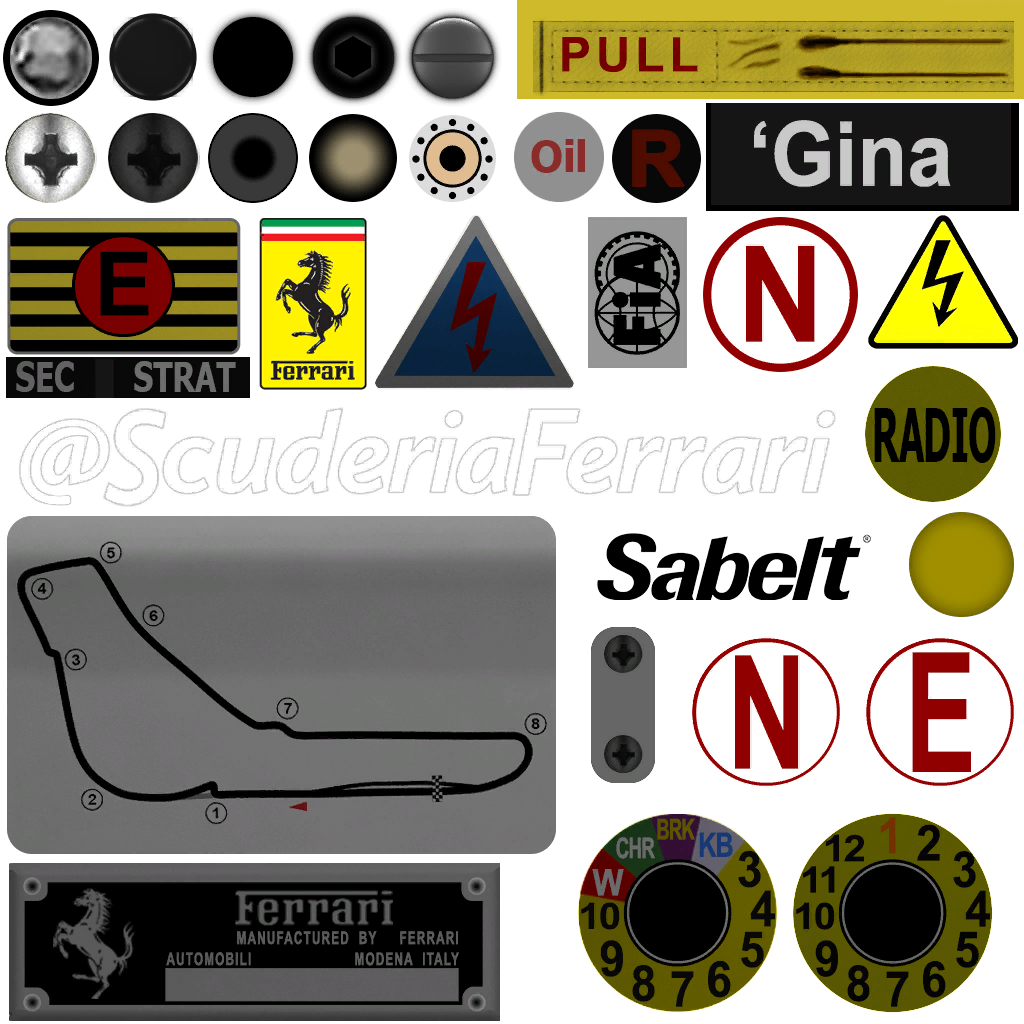 PULL
Oil
R
‘Gina
E
SEC STRAT
Ferrari
FiA
N
RADIO
@ScuderiaFerrari
Sabelt®
N
E
5
4
6
3
7
8
2
1
W CHR BRK KB 3 4 5 6 7 8 9 10
1 2 3 4 5 6 7 8 9 10 11 12
Ferrari
MANUFACTURED BY FERRARI
AUTOMOBILI MODENA ITALY